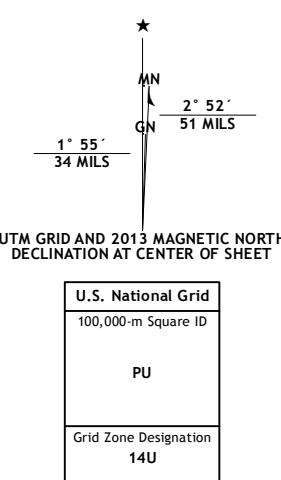 ★
MN
2° 52´
51 MILS
GN
1° 55´
34 MILS
UTM GRID AND 2013 MAGNETIC NORTH
DECLINATION AT CENTER OF SHEET
U.S. National Grid
100,000-m Square ID
PU
Grid Zone Designation
14U